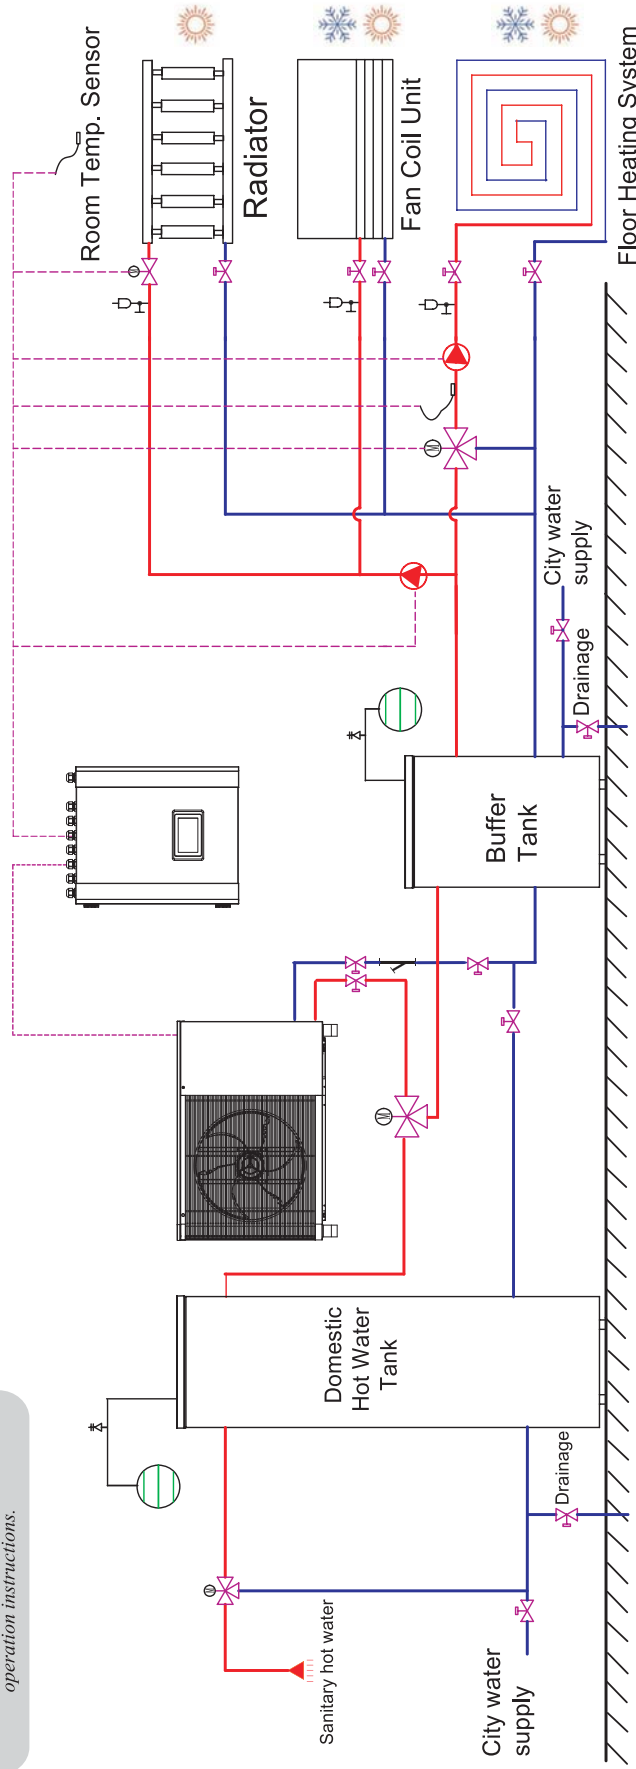 operation instructions.
Room Temp. Sensor
Radiator
Fan Coil Unit
Floor Heating System
City water
supply
Drainage
Buffer
Tank
M
M
M
M
Domestic
Hot Water
Tank
Drainage
Sanitary hot water
City water
supply